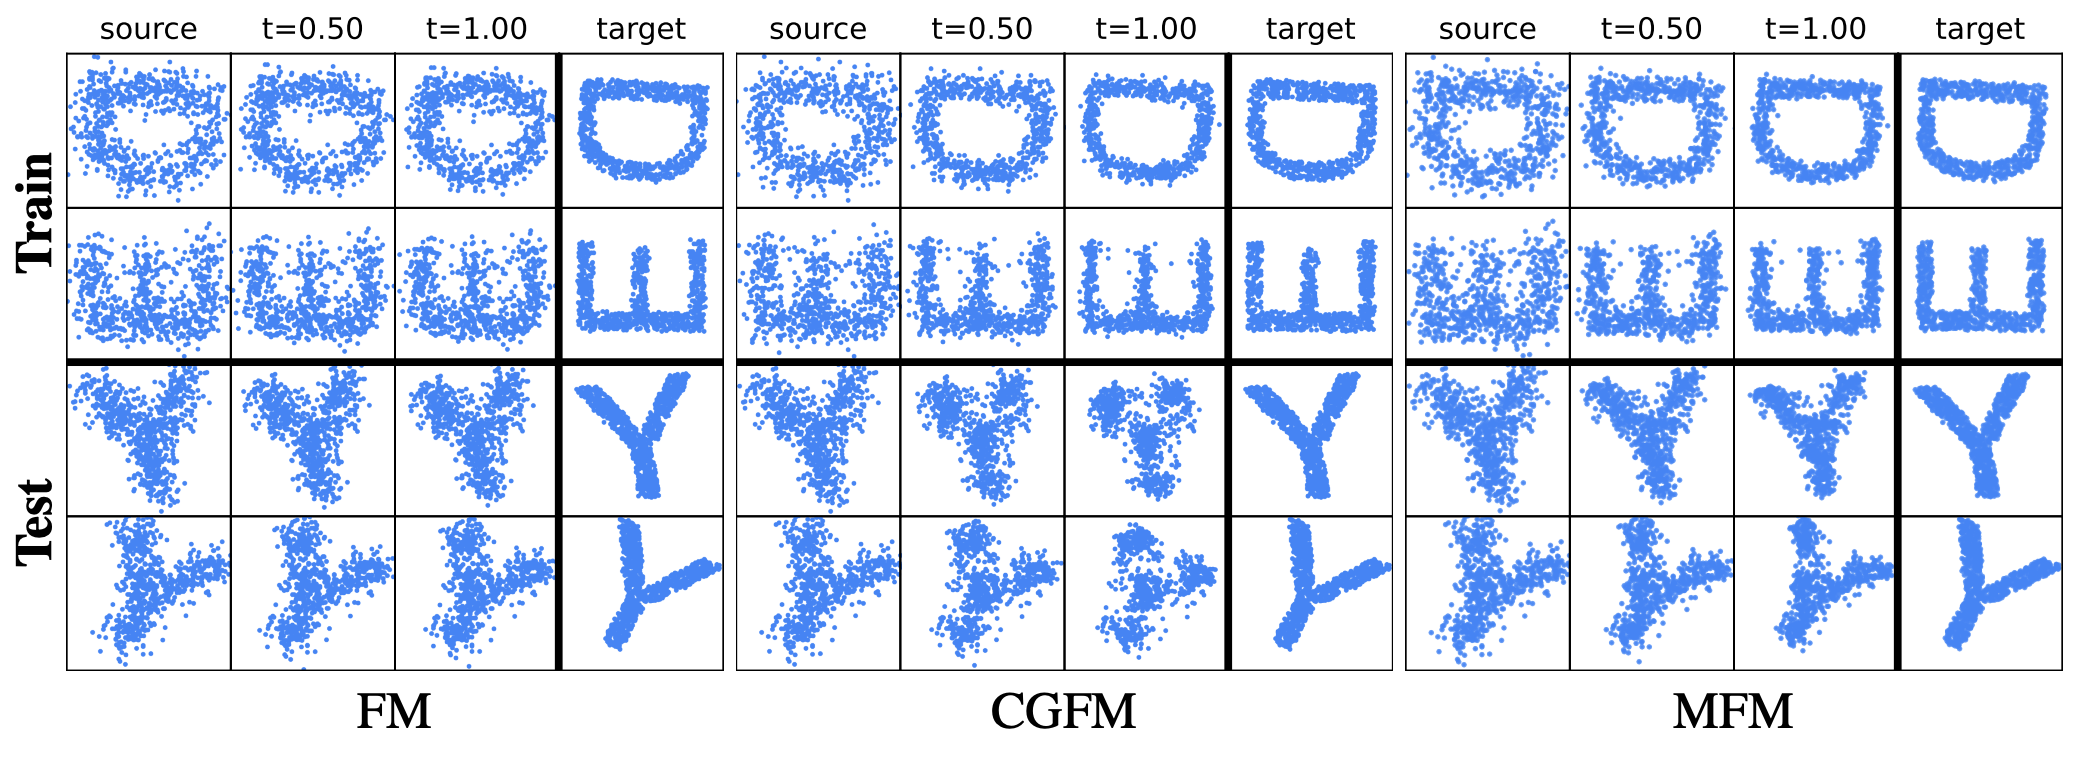 source t=0.50 t=1.00 target source t=0.50 t=1.00 target source t=0.50 t=1.00 target
Train
Test
FM CGFM MFM